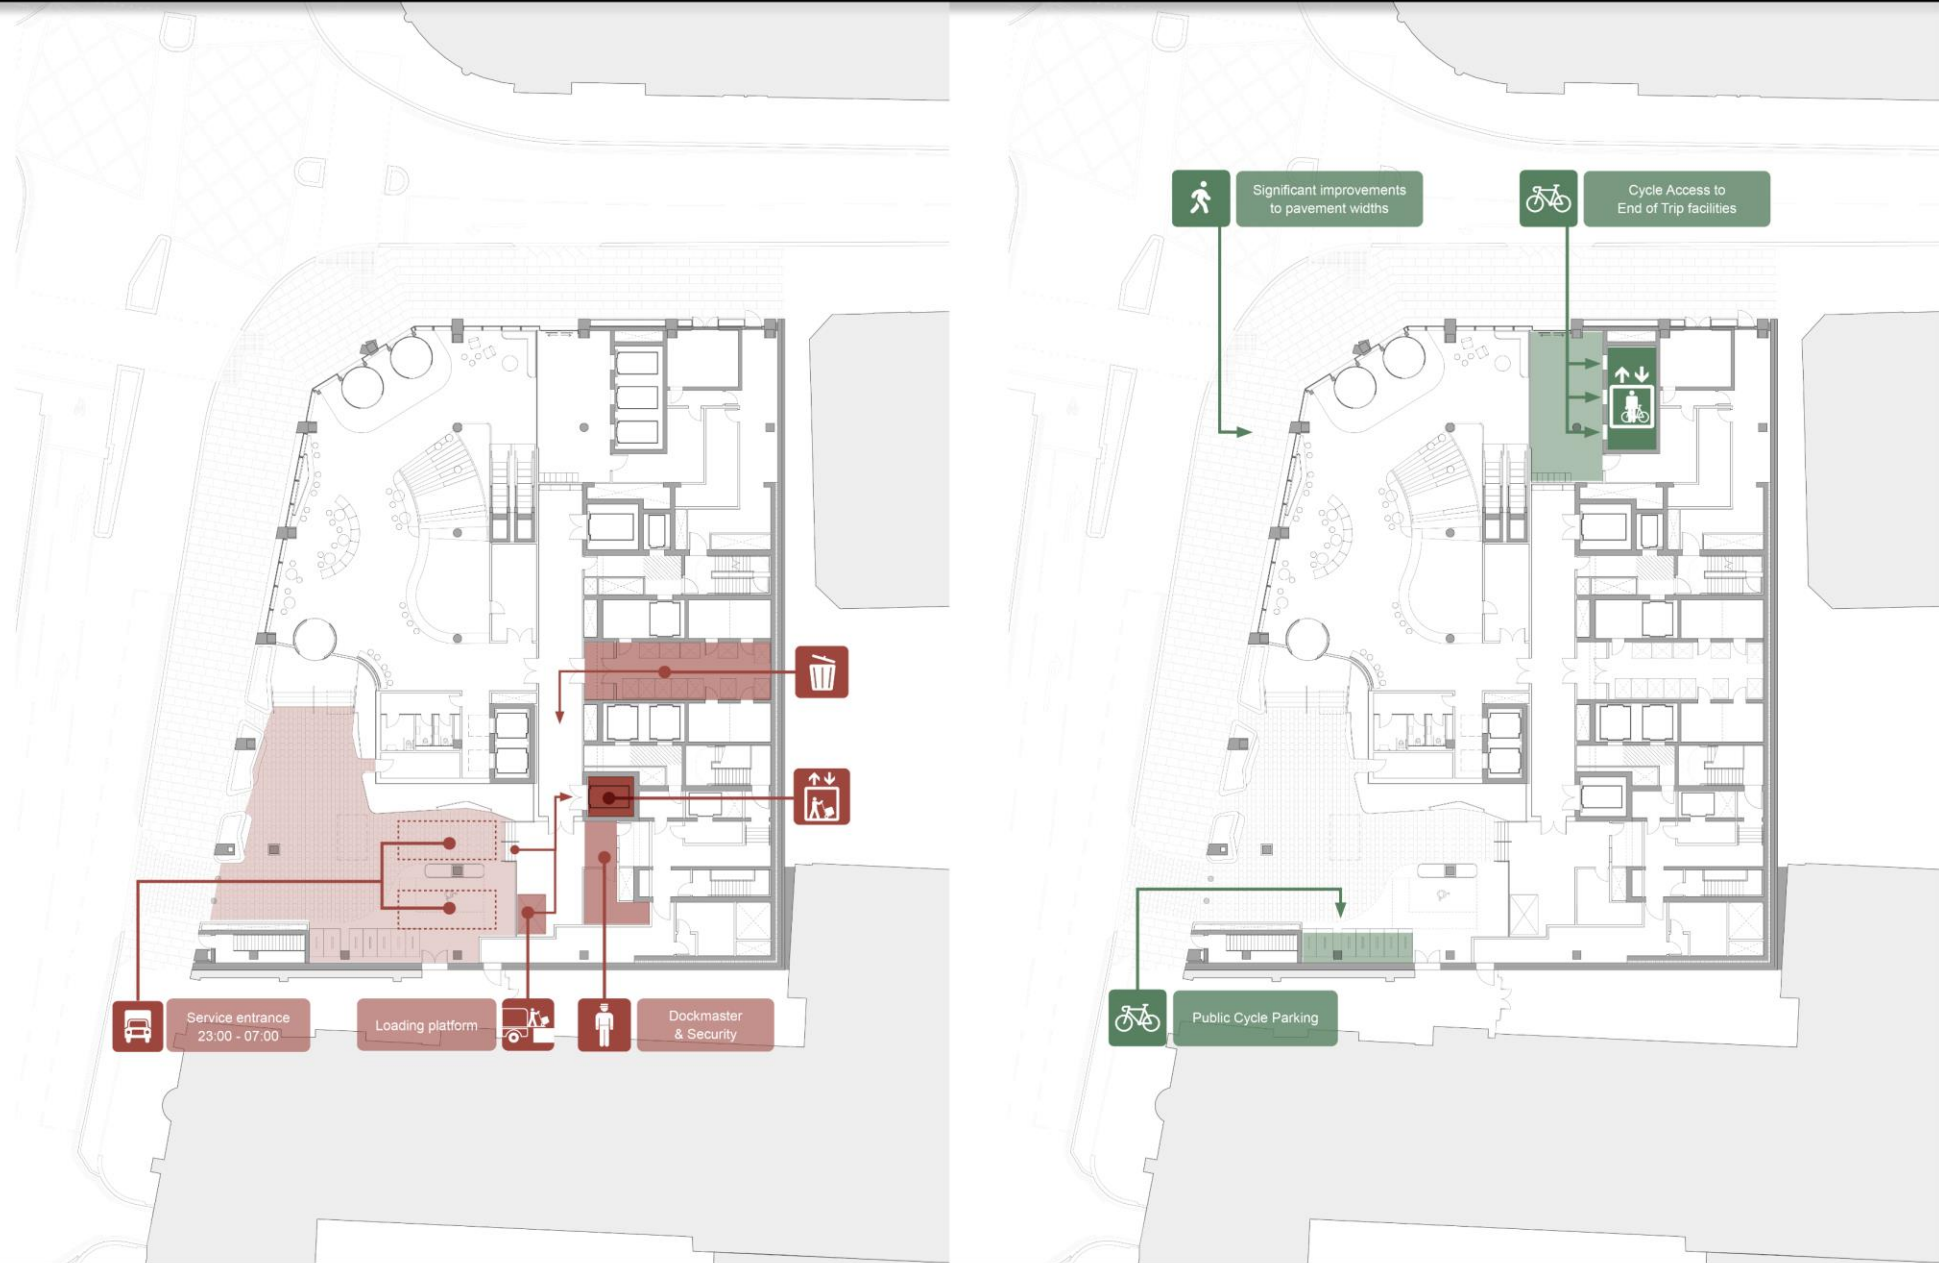 Service entrance
23:00 - 07:00
Loading platform
Dockmaster
& Security
Significant improvements
to pavement widths
Cycle Access to
End of Trip facilities
Public Cycle Parking